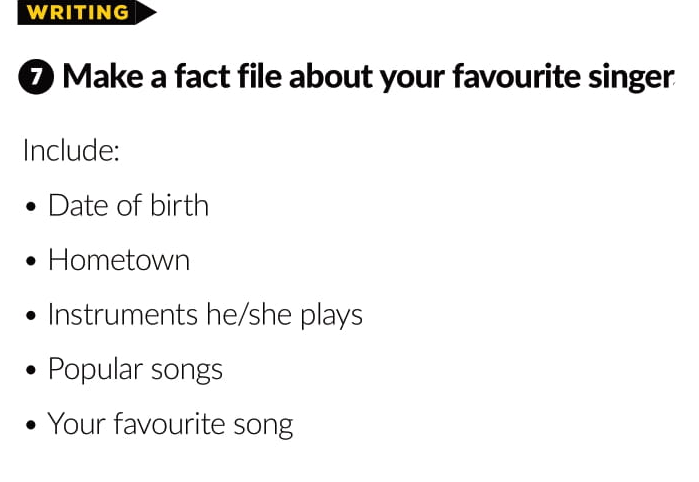 WRITING
7 Make a fact file about your favourite singer
Include:
• Date of birth
• Hometown
• Instruments he/she plays
• Popular songs
• Your favourite song